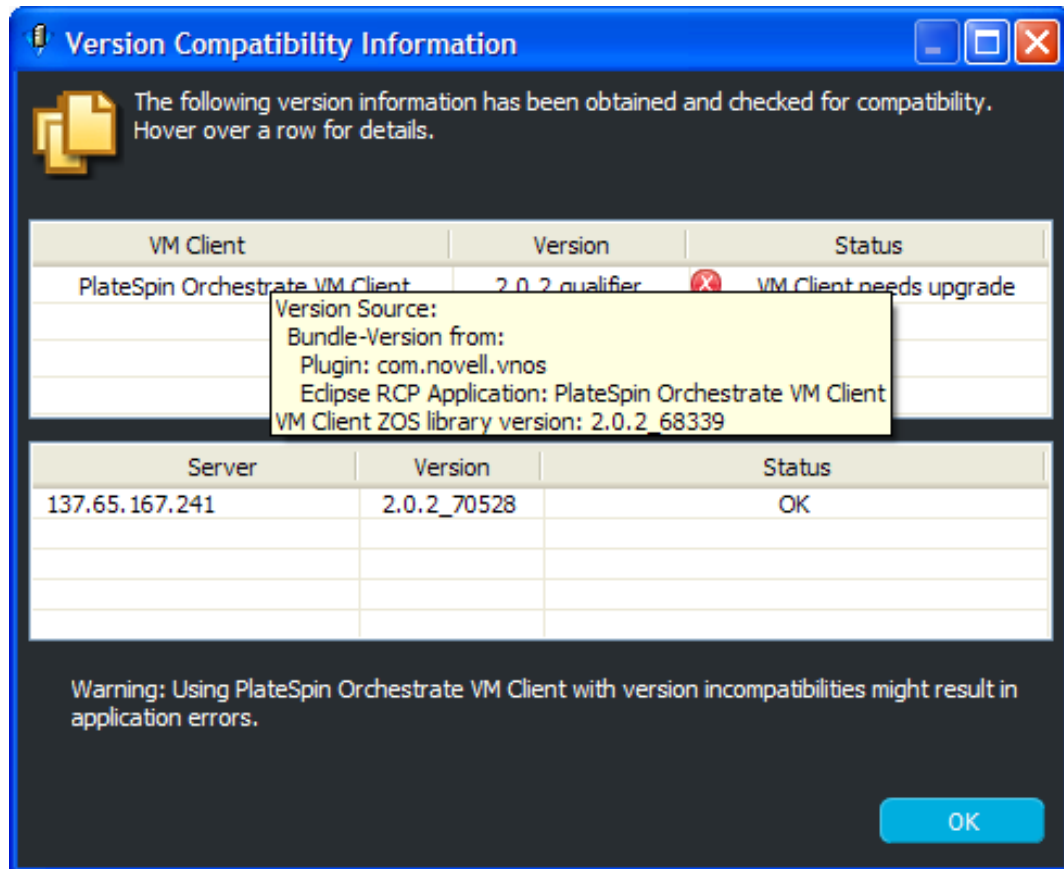 Version Compatibility Information
The following version information has been obtained and checked for compatibility.
Hover over a row for details.
VM Client Version Status
PlateSpin Orchestrate VM Client 2.0.2.qualifier VM Client needs upgrade
Version Source:
Bundle-Version from:
Plugin: com.novell.vnos
Eclipse RCP Application: PlateSpin Orchestrate VM Client
VM Client ZOS library version: 2.0.2_68339
Server Version Status
137.65.167.241 2.0.2_70528 OK
Warning: Using PlateSpin Orchestrate VM Client with version incompatibilities might result in
application errors.
OK